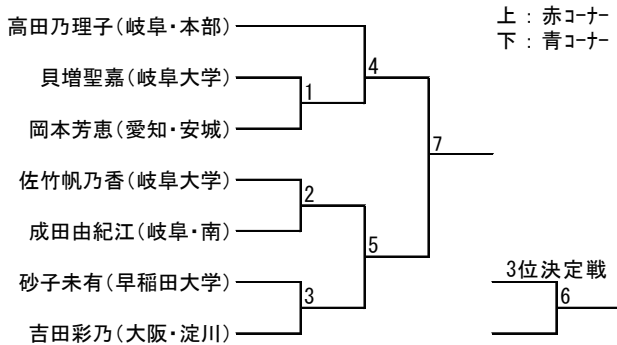 上：赤コーナー
下：青コーナー
高田乃理子（岐阜・本部）
4
貝増聖嘉（岐阜大学）
1
岡本芳恵（愛知・安城）
7
佐竹帆乃香（岐阜大学）
2
成田由紀江（岐阜・南）
5
砂子未有（早稲田大学）
3
吉田彩乃（大阪・淀川）
3位決定戦
6